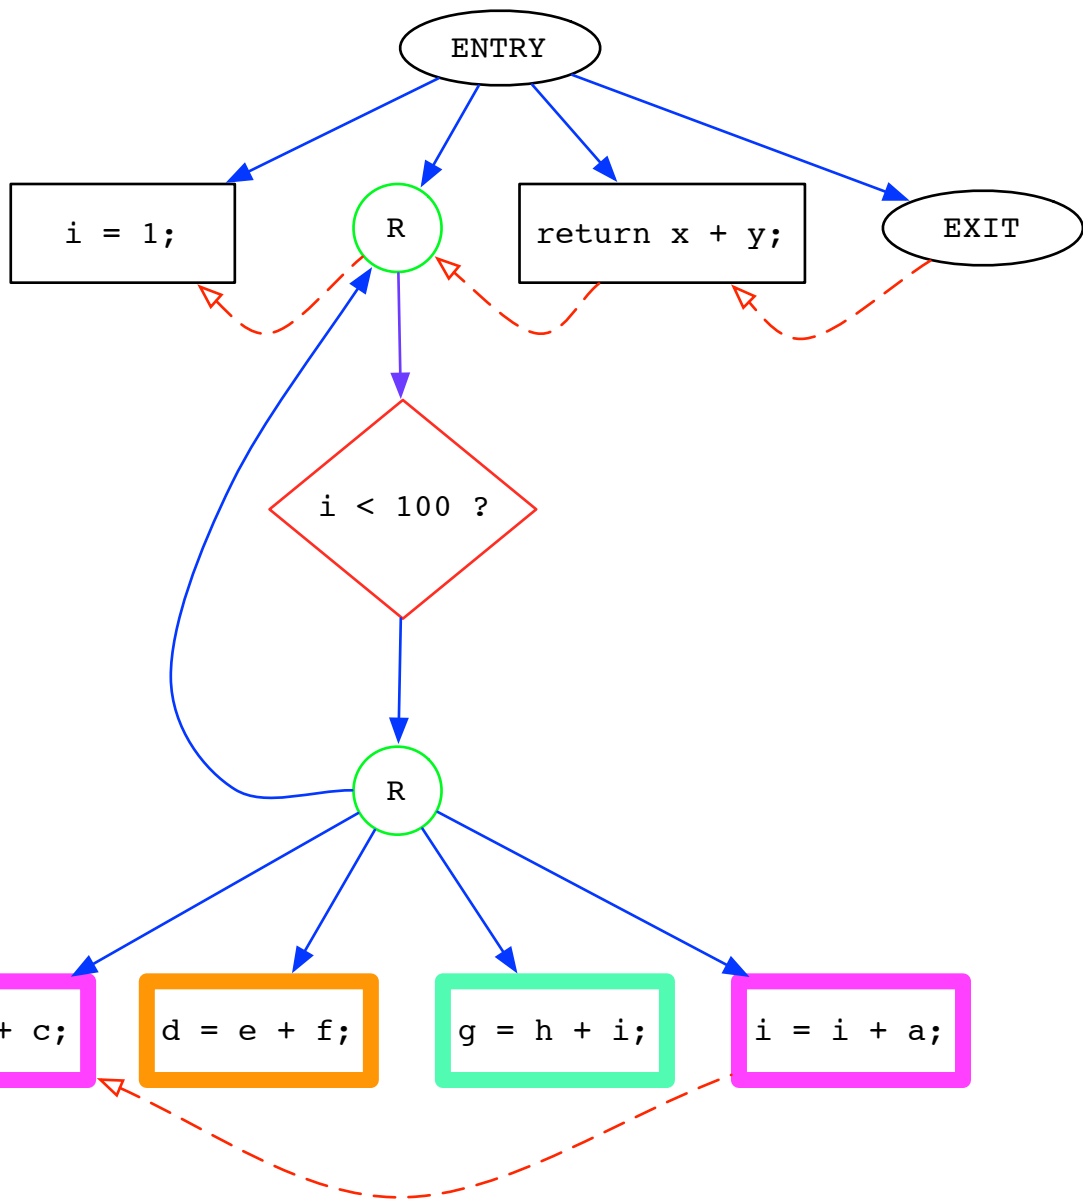 ENTRY
i = 1;
R
return x + y;
EXIT
i < 100 ?
R
+ c;
d = e + f;
g = h + i;
i = i + a;